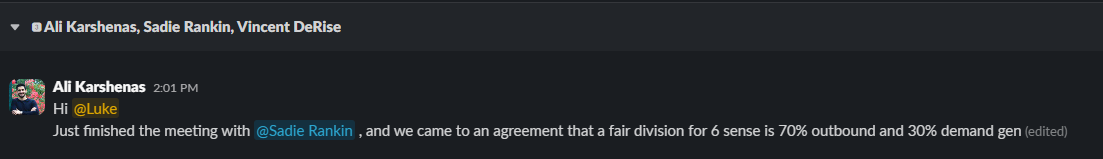 Ali Karshenas, Sadie Rankin, Vincent DeRise
Ali Karshenas 2:01 PM
Hi @Luke
Just finished the meeting with @Sadie Rankin , and we came to an agreement that a fair division for 6 sense is 70% outbound and 30% demand gen (edited)